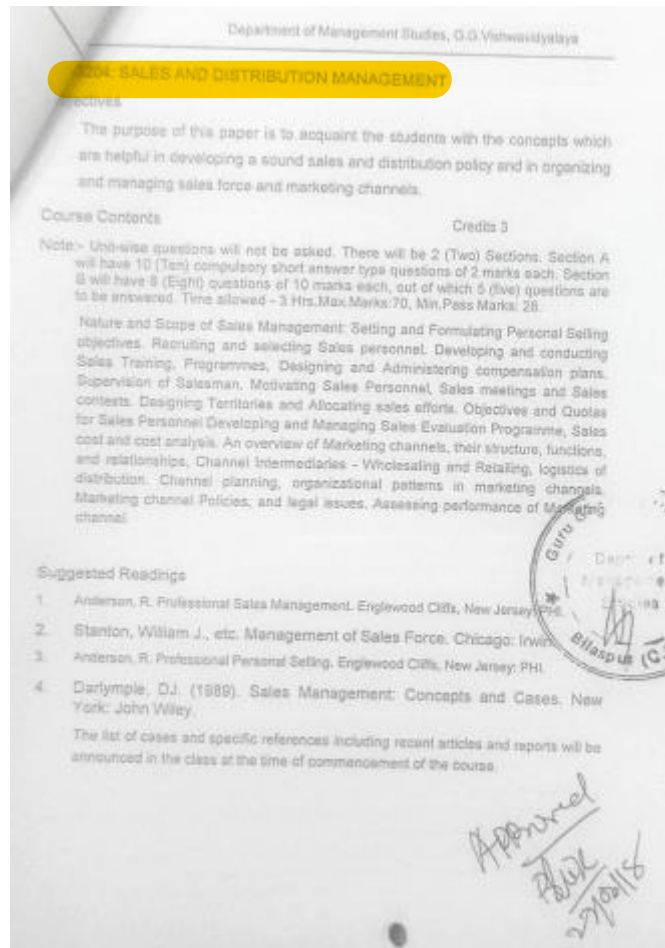 Department of Management Studies, G.G.Vishwavidyalaya
3204: SALES AND DISTRIBUTION MANAGEMENT
ectives
The purpose of this paper is to acquaint the students with the concepts which
are helpful in developing a sound sales and distribution policy and in organizing
and managing sales force and marketing channels.
Course Contents Credits 3
Note:- Unit-wise questions will not be asked. There will be 2 (Two) Sections. Section A
will have 10 (Ten) compulsory short answer type questions of 2 marks each. Section
B will have 8 (Eight) questions of 10 marks each, out of which 5 (five) questions are
to be answered. Time allowed - 3 Hrs.Max.Marks:70, Min.Pass Marks: 28.
Nature and Scope of Sales Management: Setting and Formulating Personal Selling
objectives. Recruiting and selecting Sales personnel. Developing and conducting
Sales Training, Programmes, Designing and Administering compensation plans.
Supervision of Salesman, Motivating Sales Personnel, Sales meetings and Sales
contests. Designing Territories and Allocating sales efforts. Objectives and Quotas
for Sales Personnel Developing and Managing Sales Evaluation Programme, Sales
cost and cost analysis. An overview of Marketing channels, their structure, functions,
and relationships, Channel Intermediaries - Wholesaling and Retailing, logistics of
distribution. Channel planning, organizational patterns in marketing channels.
Marketing channel Policies, and legal issues, Assessing performance of Marketing
channel.
Guru
Suggested Readings
1. Anderson, R. Professional Sales Management. Englewood Cliffs, New Jersey: PHI.
2. Stanton, William J., etc. Management of Sales Force. Chicago: Irwin.
3. Anderson, R. Professional Personal Selling. Englewood Cliffs, New Jersey: PHI.
Bilaspur (C.
4. Darlymple, DJ. (1989). Sales Management: Concepts and Cases. New
York: John Wiley.
The list of cases and specific references including recent articles and reports will be
announced in the class at the time of commencement of the course.
Approved